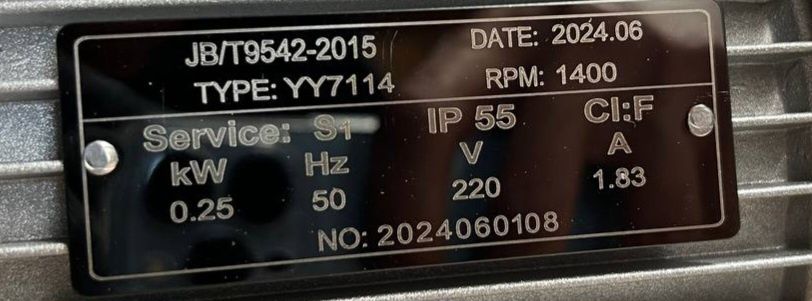 JB/T9542-2015 DATE: 2024.06
TYPE: YY7114 RPM: 1400
Service: S1 IP 55 CI:F
kW Hz V A
0.25 50 220 1.83
NO: 2024060108